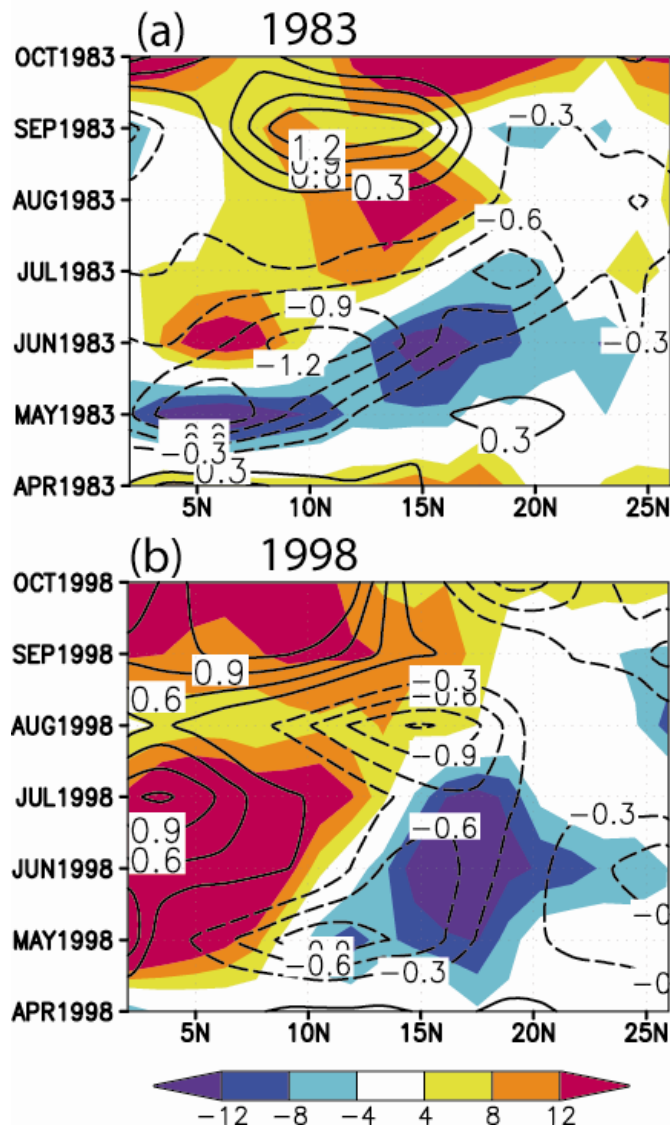 (a) 1983
OCT1983
SEP1983
AUG1983
JUL1983
JUN1983
MAY1983
APR1983
-0.3
1.2
0.3
-0.6
-0.9
-0.3
-1.2
0.3
-0.3
0.3
5N 10N 15N 20N 25N
(b) 1998
OCT1998
SEP1998
AUG1998
JUL1998
JUN1998
MAY1998
APR1998
0.9
-0.3
0.6
-0.6
-0.9
-0.3
0.9
-0.6
0.6
-0.6
-0.3
5N 10N 15N 20N 25N
-12 -8 -4 4 8 12